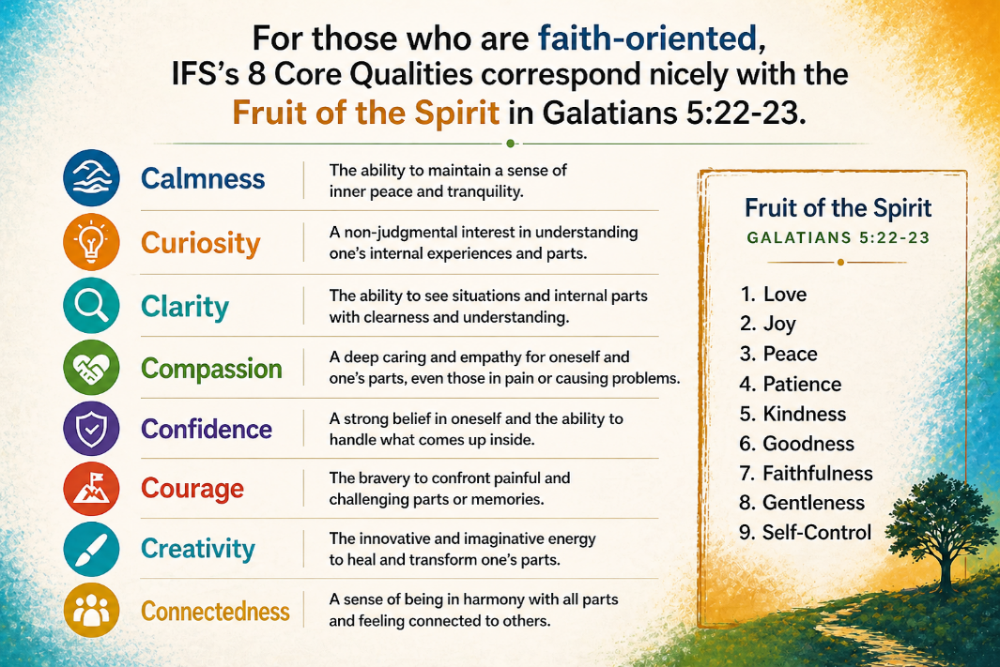 For those who are faith-oriented,
IFS's 8 Core Qualities correspond nicely with the
Fruit of the Spirit in Galatians 5:22-23.
Calmness
The ability to maintain a sense of
inner peace and tranquility.
Curiosity
A non-judgmental interest in understanding
one's internal experiences and parts.
Clarity
The ability to see situations and internal parts
with clearness and understanding.
Compassion
A deep caring and empathy for oneself and
one's parts, even those in pain or causing problems.
Confidence
A strong belief in oneself and the ability to
handle what comes up inside.
Courage
The bravery to confront painful and
challenging parts or memories.
Creativity
The innovative and imaginative energy
to heal and transform one's parts.
Connectedness
A sense of being in harmony with all parts
and feeling connected to others.
Fruit of the Spirit
GALATIANS 5:22-23
1. Love
2. Joy
3. Peace
4. Patience
5. Kindness
6. Goodness
7. Faithfulness
8. Gentleness
9. Self-Control